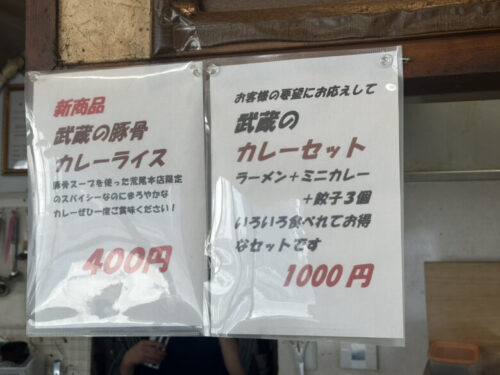 新商品
武蔵の豚骨
カレーライス
豚骨スープを使った荒尾本店限定
のスパイシーなのにまろやかな
カレーぜひ一度ご賞味ください！
400円
お客様の要望にお応えして
武蔵の
カレーセット
ラーメン＋ミニカレー
＋餃子３個
いろいろ食べれてお得
なセットです
1000円